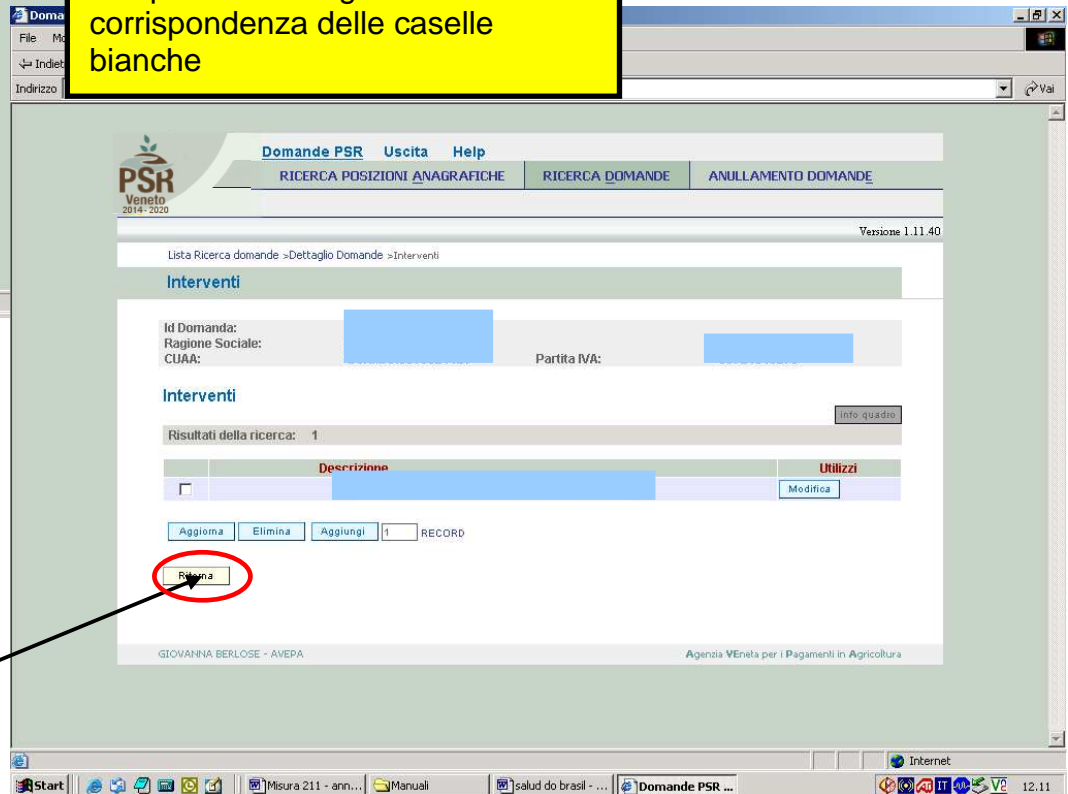 corrispondenza delle caselle
bianche
File
Indirizzo
Vai
PSR
Veneto
2014-2020
Domande PSR Uscita Help
RICERCA POSIZIONI ANAGRAFICHE RICERCA DOMANDE ANULLAMENTO DOMANDE
Versione 1.11.40
Lista Ricerca domande >Dettaglio Domande >Interventi
Interventi
Id Domanda:
Ragione Sociale:
CUAA: Partita IVA:
Interventi
info quadro
Risultati della ricerca: 1
Descrizione Utilizzi
Modifica
Aggiorna Elimina Aggiungi 1 RECORD
Ritorna
GIOVANNA BERLOSE - AVEPA Agenzia VEneta per i Pagamenti in Agricoltura
Internet
Start Misura 211 - ann... Manuali salud do brasil - ... Domande PSR ... 12.11